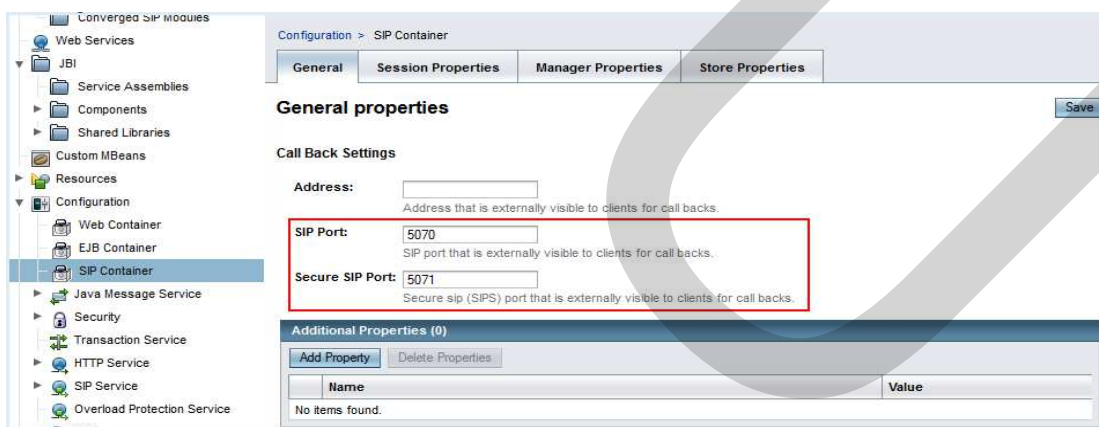 Converged SIP Modules
Web Services
JBI
Service Assemblies
Components
Shared Libraries
Custom MBeans
Resources
Configuration
Web Container
EJB Container
SIP Container
Java Message Service
Security
Transaction Service
HTTP Service
SIP Service
Overload Protection Service
Configuration > SIP Container
General Session Properties Manager Properties Store Properties
General properties
Save
Call Back Settings
Address:
Address that is externally visible to clients for call backs.
SIP Port: 5070
SIP port that is externally visible to clients for call backs.
Secure SIP Port: 5071
Secure sip (SIPS) port that is externally visible to clients for call backs.
Additional Properties (0)
Add Property Delete Properties
Name Value
No items found.